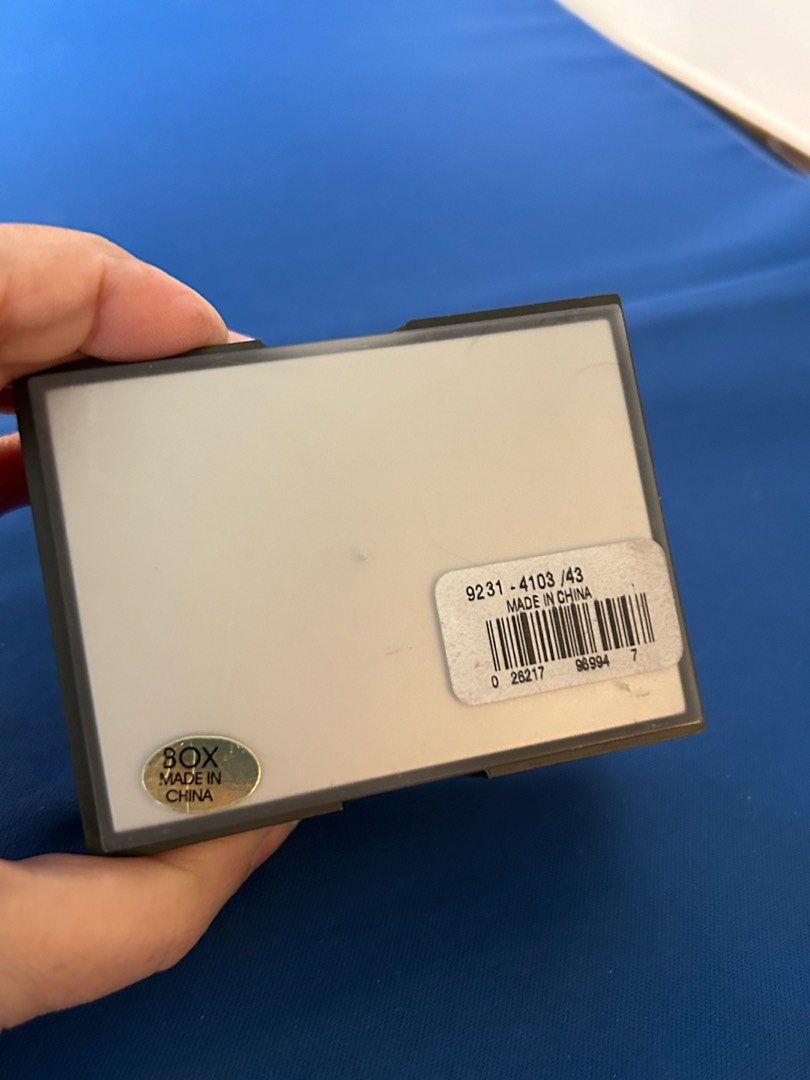 9231 - 4103 /43
MADE IN CHINA
0 26217 96994 7
BOX
MADE IN
CHINA